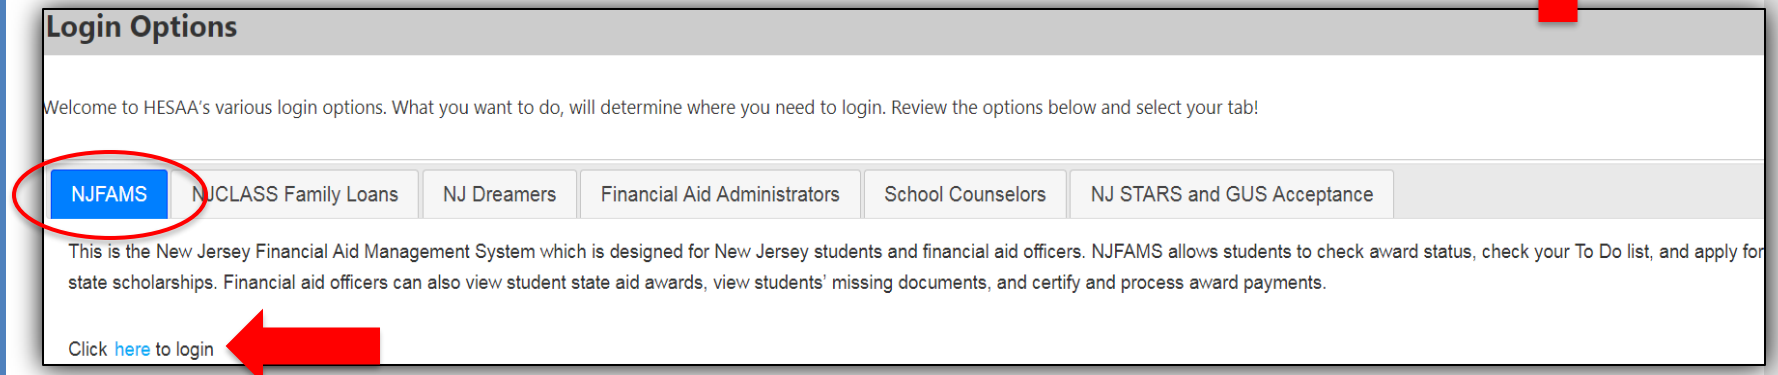 Login Options
Welcome to HESAA's various login options. What you want to do, will determine where you need to login. Review the options below and select your tab!
NJFAMS NJCLASS Family Loans NJ Dreamers Financial Aid Administrators School Counselors NJ STARS and GUS Acceptance
This is the New Jersey Financial Aid Management System which is designed for New Jersey students and financial aid officers. NJFAMS allows students to check award status, check your To Do list, and apply for
state scholarships. Financial aid officers can also view student state aid awards, view students' missing documents, and certify and process award payments.
Click here to login